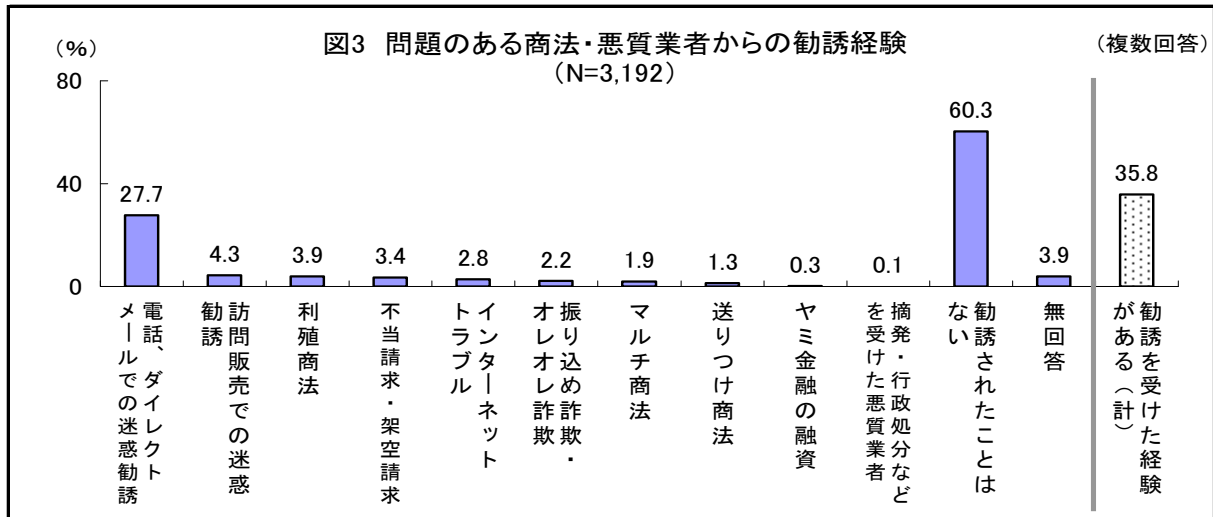 図3 問題のある商法・悪質業者からの勧誘経験
(N=3,192)
(%)
(複数回答)
80
40
0
27.7
4.3
3.9
3.4
2.8
2.2
1.9
1.3
0.3
0.1
60.3
3.9
35.8
電話、ダイレクト
メールでの迷惑勧誘
訪問販売での迷惑
勧誘
利殖商法
不当請求・架空請求
インターネット
トラブル
振り込め詐欺・
オレオレ詐欺
マルチ商法
送りつけ商法
ヤミ金融の融資
摘発・行政処分など
を受けた悪質業者
勧誘されたことは
ない
無回答
勧誘を受けた経験
がある(計)